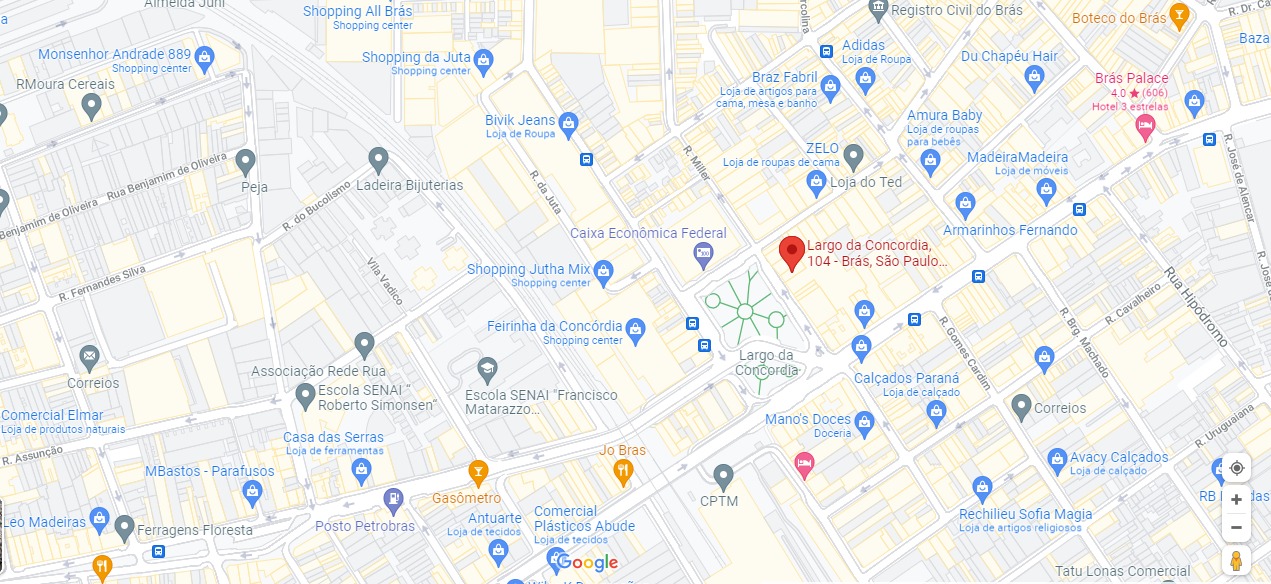 Almeida Juni
Shopping All Brás
Shopping center
Registro Civil do Brás
Boteco do Brás
Monsenhor Andrade 889
Shopping center
Shopping da Juta
Shopping center
Adidas
Loja de Roupa
Du Chapéu Hair
Baza
RMoura Cereais
Braz Fabril
Loja de artigos para
cama, mesa e banho
Brás Palace
4.0 ★ (606)
Hotel 3 estrelas
Bivik Jeans
Loja de Roupa
Amura Baby
Loja de roupas
para bebês
R. Miller
ZELO
Loja de roupas de cama
MadeiraMadeira
Loja de móveis
Rua Benjamim de Oliveira
Peja
Ladeira Bijuterias
R. da Juta
Loja do Ted
R. José de Alencar
Benjamim de Oliveira
R. do Bucolismo
Caixa Econômica Federal
Armarinhos Fernando
Largo da Concordia,
104 - Brás, São Paulo...
Vila Vadico
Shopping Jutha Mix
Shopping center
R. Fernandes Silva
Rua Hipódromo
R. Cavalheiro
Feirinha da Concórdia
Shopping center
R. Gomes Cardim
R. Brg. Machado
Largo da
Concordia
Associação Rede Rua
Correios
Escola SENAI "
Roberto Simonsen"
Escola SENAI "Francisco
Matarazzo...
Calçados Paraná
Loja de calçado
Correios
Comercial Elmar
Loja de produtos naturais
Mano's Doces
Doceria
R. Uruguaiana
Casa das Serras
Loja de ferramentas
R. Assunção
Jo Bras
MBastos - Parafusos
Avacy Calçados
Loja de calçado
Gasômetro
CPTM
Leo Madeiras
Ferragens Floresta
Posto Petrobras
Antuarte
Loja de tecidos
Comercial
Plásticos Abude
Loja de tecidos
Rechilieu Sofia Magia
Loja de artigos religiosos
Google
Tatu Lonas Comercial